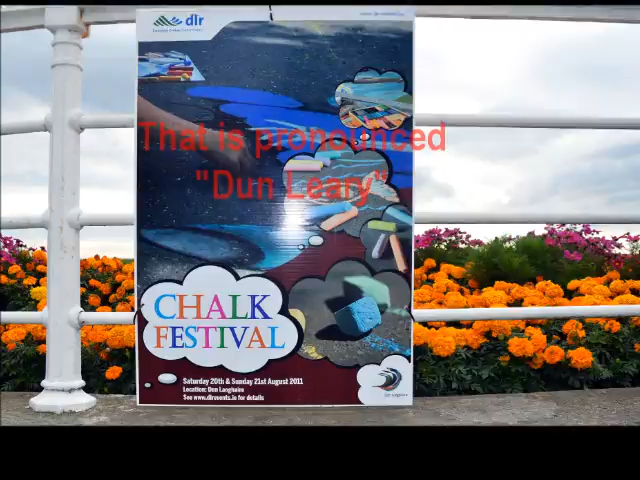 dlr
That is pronounced
"Dun Leary"
CHALK
FESTIVAL
Saturday 20th & Sunday 21st August 2011
Location: Dun Laoghaire
See www.dlrevents.ie for details